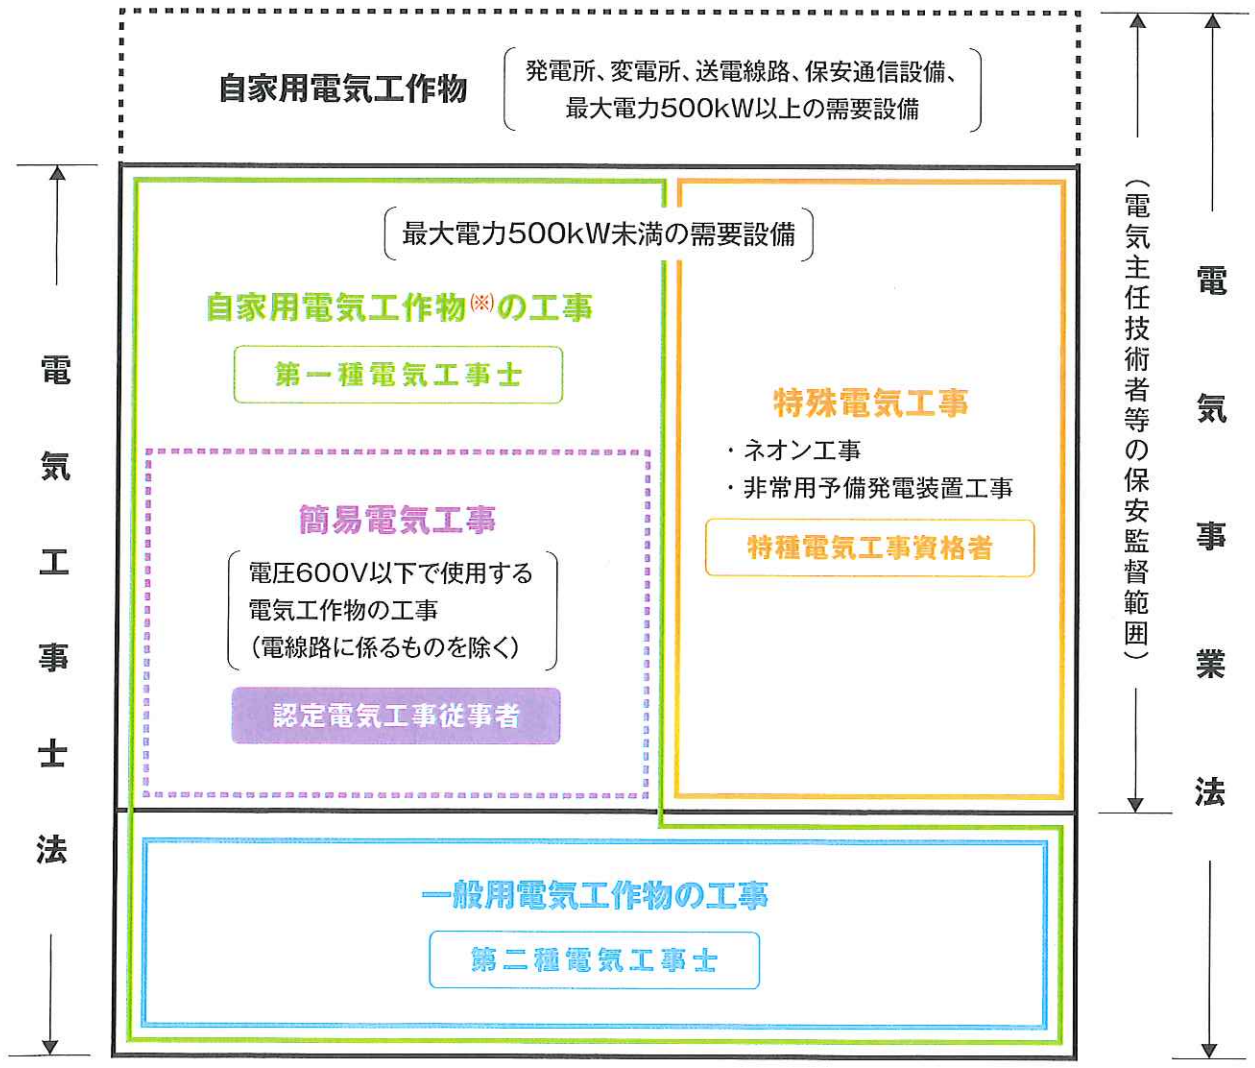 自家用電気工作物
発電所、変電所、送電線路、保安通信設備、
最大電力500kW以上の需要設備
最大電力500kW未満の需要設備
自家用電気工作物(※)の工事
第一種電気工事士
簡易電気工事
電圧600V以下で使用する
電気工作物の工事
(電線路に係るものを除く)
認定電気工事従事者
特殊電気工事
・ネオン工事
・非常用予備発電装置工事
特種電気工事資格者
一般用電気工作物の工事
第二種電気工事士
電気工事士法
(電気主任技術者等の保安監督範囲)
電気事業法